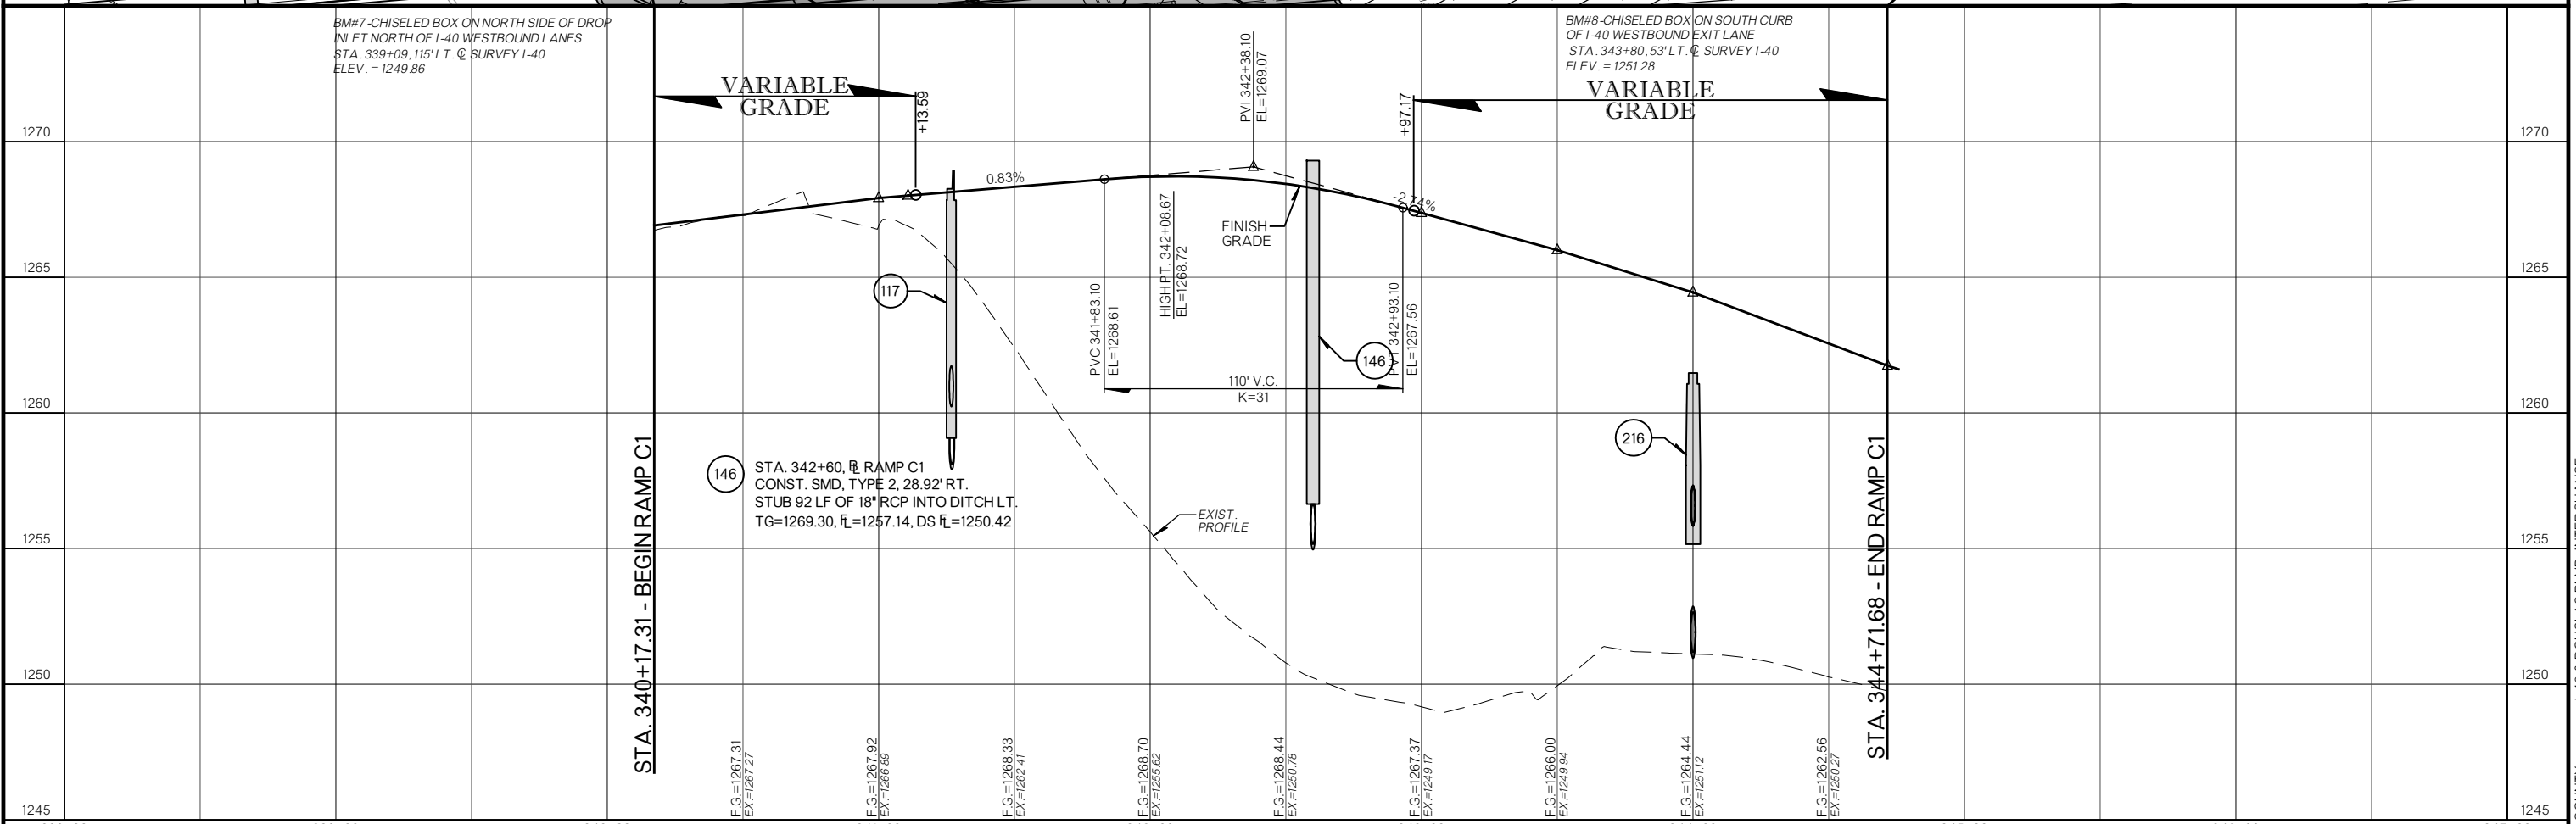 BM#7-CHISELED BOX ON NORTH SIDE OF DROP
INLET NORTH OF I-40 WESTBOUND LANES
STA. 339+09, 115' LT. ℄ SURVEY I-40
ELEV. = 1249.86
BM#8-CHISELED BOX ON SOUTH CURB
OF I-40 WESTBOUND EXIT LANE
STA. 343+80, 53' LT. ℄ SURVEY I-40
ELEV. = 1251.28
VARIABLE
GRADE
+13.59
PVI 342+38.10
EL=1269.07
+97.17
VARIABLE
GRADE
1270
1270
0.83%
-2.74%
FINISH
GRADE
HIGH PT. 342+08.67
EL=1268.72
1265
1265
117
PVC 341+83.10
EL=1268.61
PVT 342+93.10
EL=1267.56
146
110' V.C.
K=31
1260
1260
216
146
STA. 342+60, BL RAMP C1
CONST. SMD, TYPE 2, 28.92' RT.
STUB 92 LF OF 18" RCP INTO DITCH LT.
TG=1269.30, FL=1257.14, DS FL=1250.42
EXIST.
PROFILE
1255
1255
STA. 340+17.31 - BEGIN RAMP C1
STA. 344+71.68 - END RAMP C1
1250
1250
F.G.=1267.31
EX.=1267.27
F.G.=1267.92
EX.=1266.89
F.G.=1268.33
EX.=1262.41
F.G.=1268.70
EX.=1255.62
F.G.=1268.44
EX.=1250.78
F.G.=1267.37
EX.=1249.17
F.G.=1266.00
EX.=1249.94
F.G.=1264.44
EX.=1251.12
F.G.=1262.56
EX.=1250.27
1245
1245